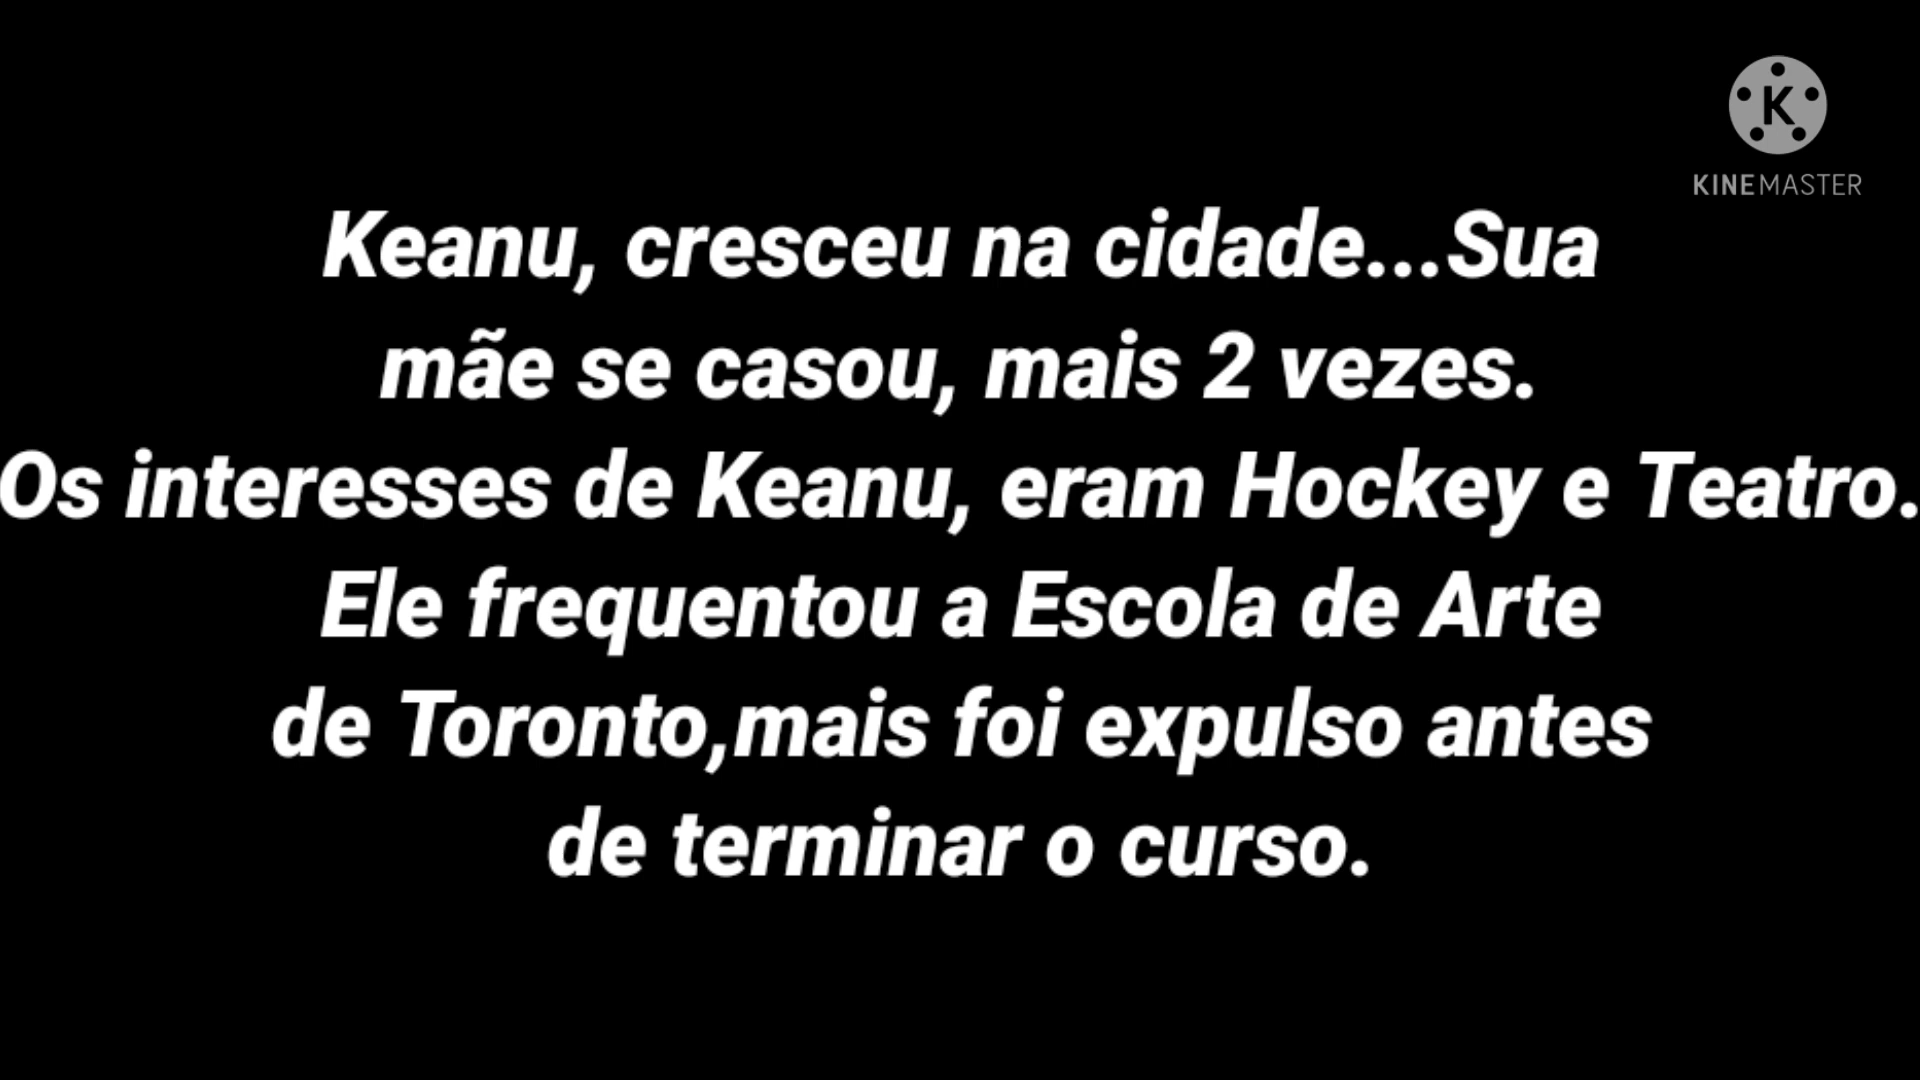 K
KINEMASTER
Keanu, cresceu na cidade...Sua
mãe se casou, mais 2 vezes.
Os interesses de Keanu, eram Hockey e Teatro.
Ele frequentou a Escola de Arte
de Toronto,mais foi expulso antes
de terminar o curso.